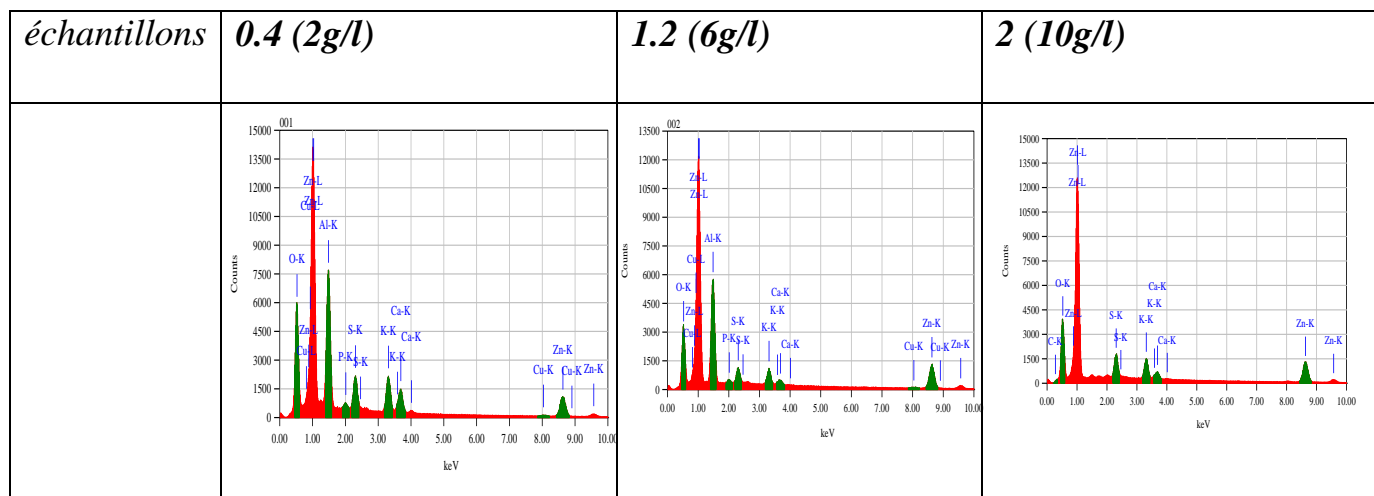 échantillons 0.4 (2g/l) 1.2 (6g/l) 2 (10g/l)
001
15000
13500
12000
10500
9000
7500
6000
4500
3000
1500
0
Counts
O-K
Zn-L
Cu-L
Zn-L
Zn-L
Cu-L
Al-K
P-K
S-K
S-K
K-K
K-K
Ca-K
Ca-K
Cu-K
Zn-K
Cu-K
Zn-K
0.00 1.00 2.00 3.00 4.00 5.00 6.00 7.00 8.00 9.00 10.00
keV
002
13500
12000
10500
9000
7500
6000
4500
3000
1500
0
Counts
O-K
Zn-L
Zn-L
Cu-L
Zn-L
Cu-L
Al-K
P-K
S-K
S-K
Ca-K
K-K
K-K
Ca-K
Cu-K
Zn-K
Cu-K
Zn-K
0.00 1.00 2.00 3.00 4.00 5.00 6.00 7.00 8.00 9.00 10.00
keV
15000
13500
12000
10500
9000
7500
6000
4500
3000
1500
0
Counts
C-K
O-K
Zn-L
Zn-L
Zn-L
S-K
S-K
Ca-K
K-K
K-K
Ca-K
Zn-K
Zn-K
0.00 1.00 2.00 3.00 4.00 5.00 6.00 7.00 8.00 9.00 10.00
keV